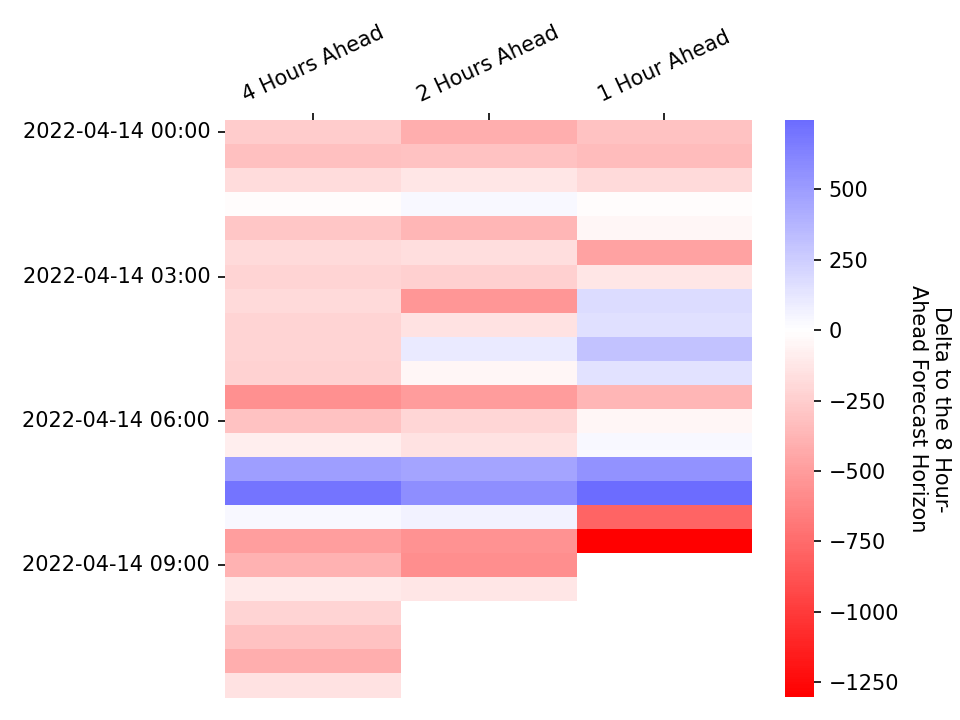 4 Hours Ahead
2 Hours Ahead
1 Hour Ahead
2022-04-14 00:00
2022-04-14 03:00
2022-04-14 06:00
2022-04-14 09:00
500
250
0
−250
−500
−750
−1000
−1250
Delta to the 8 Hour-
Ahead Forecast Horizon